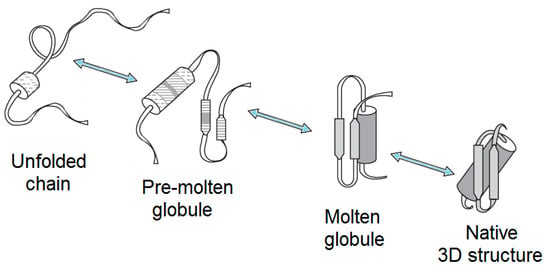 Unfolded
chain
Pre-molten
globule
Molten
globule
Native
3D structure